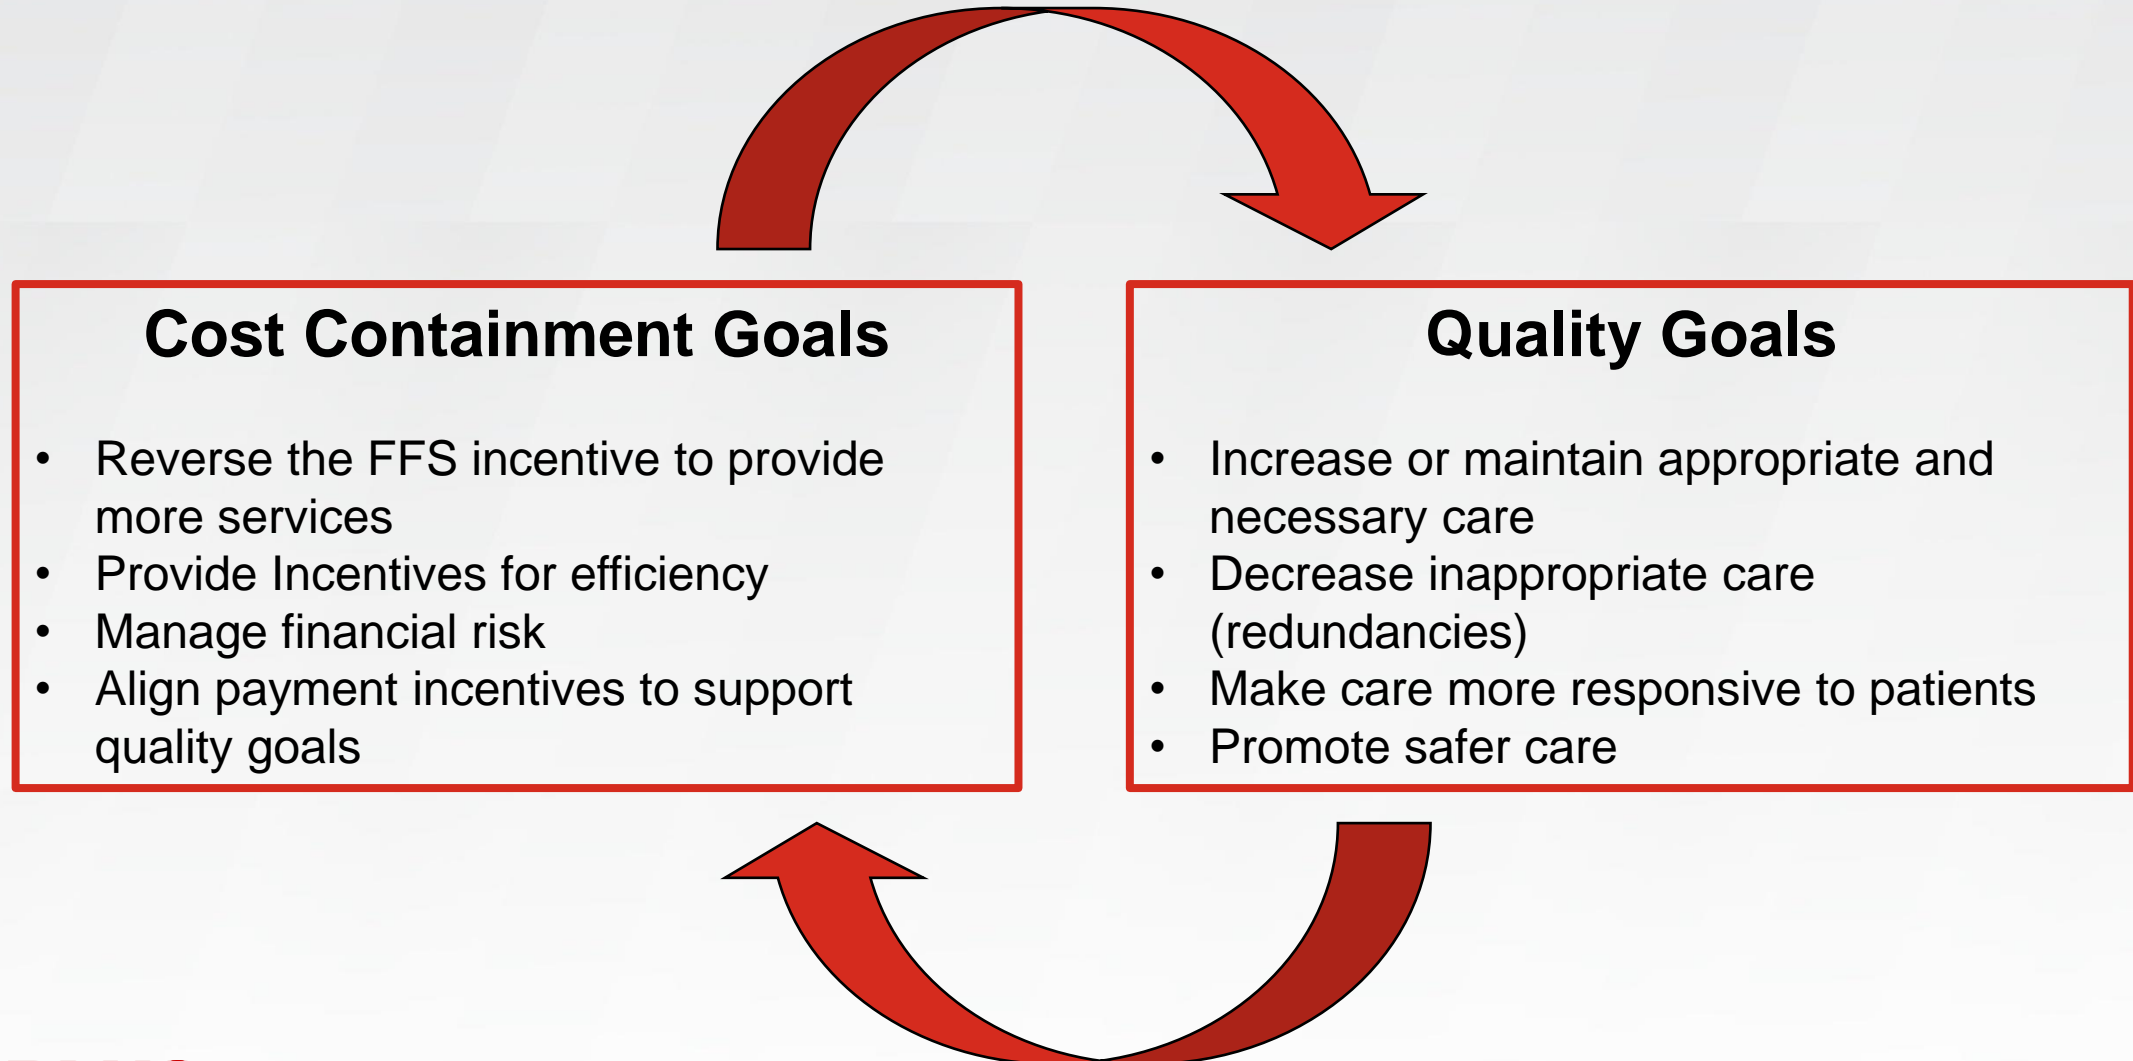 Cost Containment Goals
• Reverse the FFS incentive to provide
more services
• Provide Incentives for efficiency
• Manage financial risk
• Align payment incentives to support
quality goals
Quality Goals
• Increase or maintain appropriate and
necessary care
• Decrease inappropriate care
(redundancies)
• Make care more responsive to patients
• Promote safer care